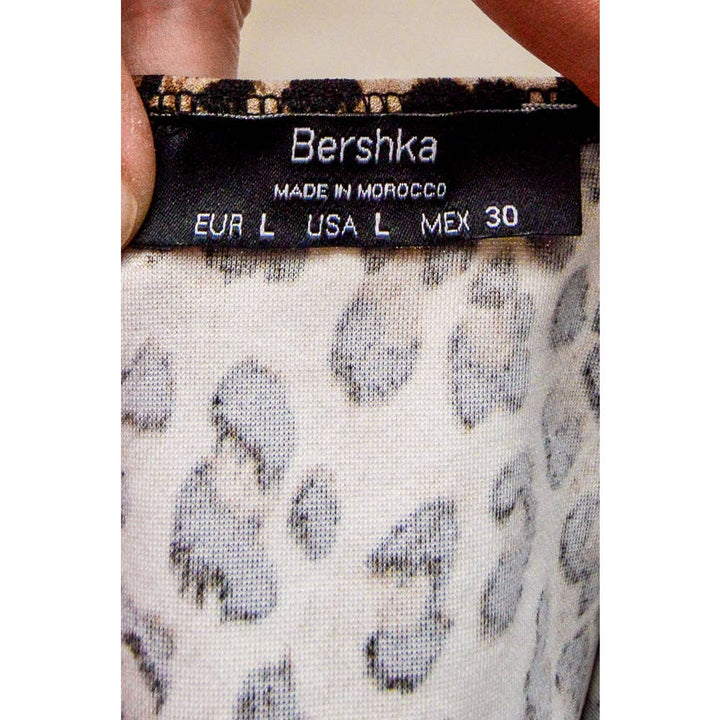 Bershka
MADE IN MOROCCO
EUR L USA L MEX 30